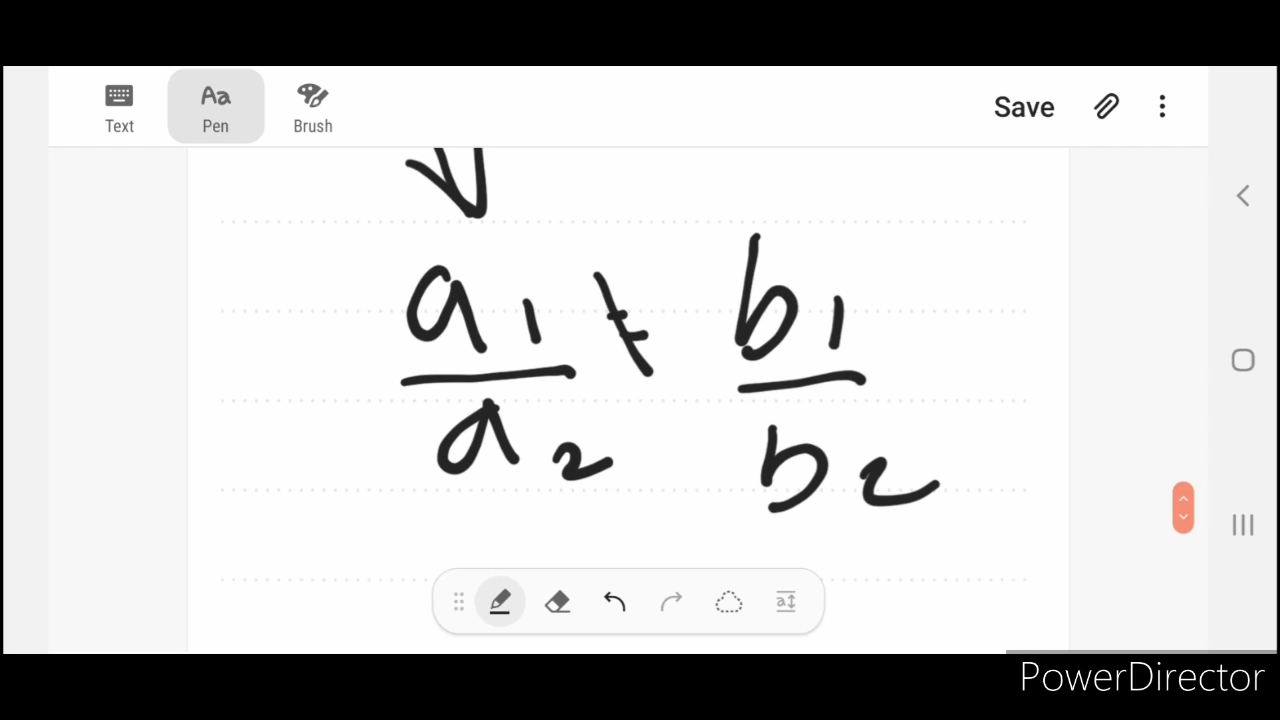 Text
Pen
Brush
Save
a1 ≠ b1
a2 b2
PowerDirector